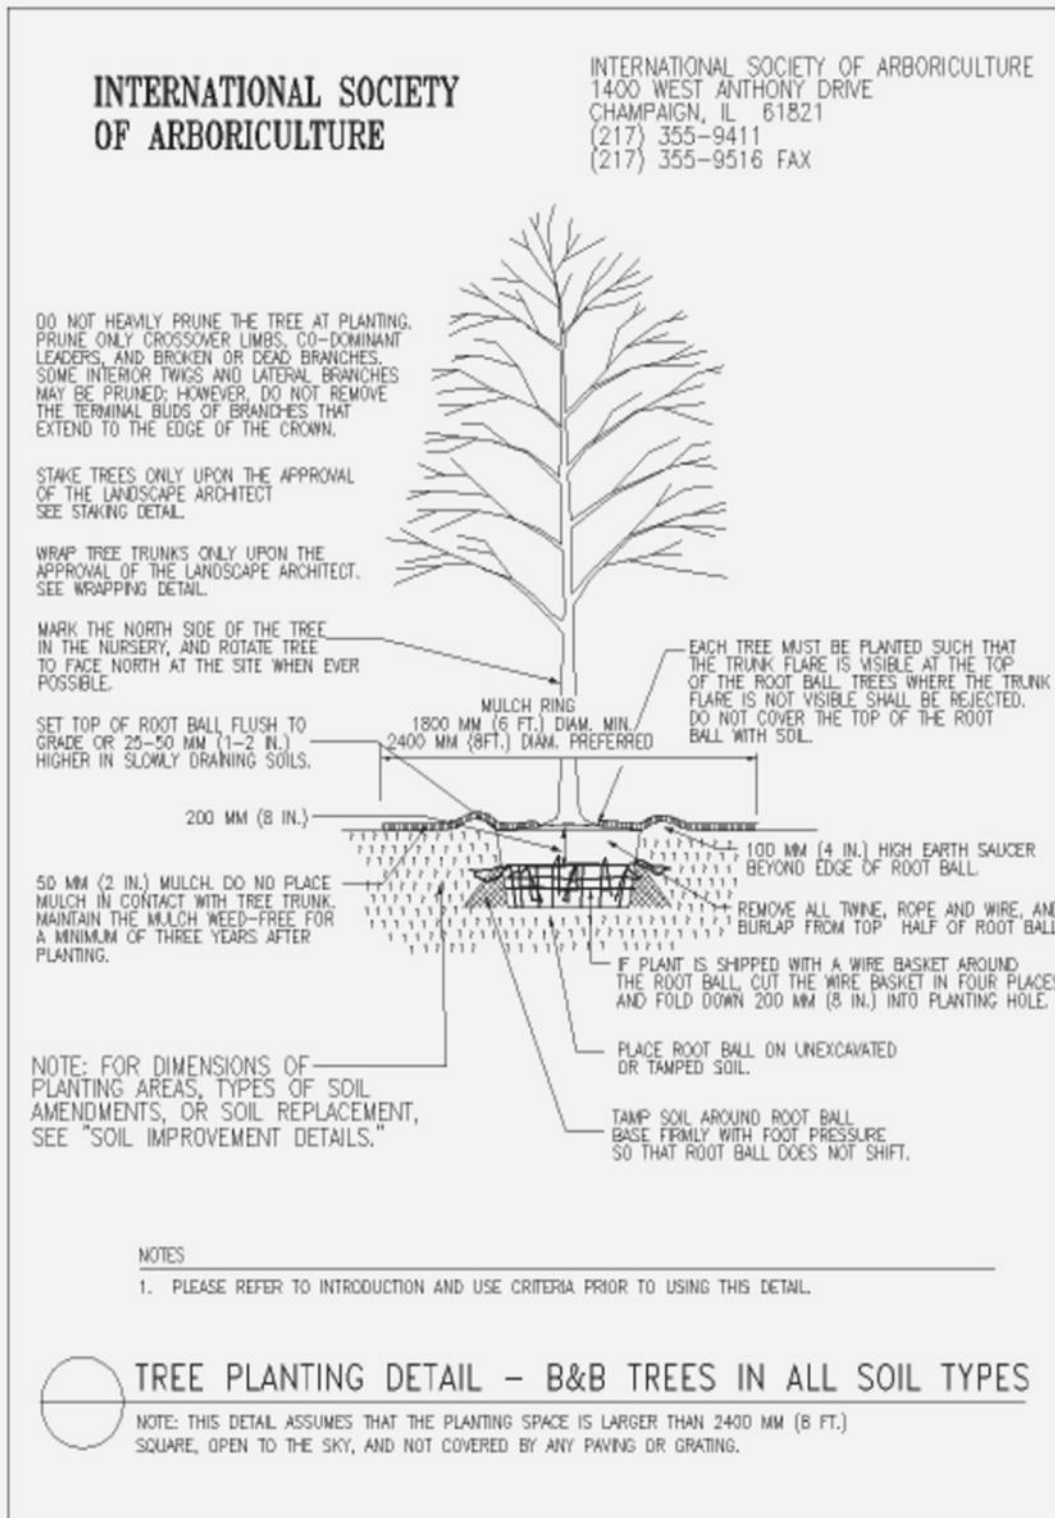 INTERNATIONAL SOCIETY
OF ARBORICULTURE
INTERNATIONAL SOCIETY OF ARBORICULTURE
1400 WEST ANTHONY DRIVE
CHAMPAIGN, IL 61821
(217) 355-9411
(217) 355-9516 FAX
DO NOT HEAVILY PRUNE THE TREE AT PLANTING.
PRUNE ONLY CROSSOVER LIMBS, CO-DOMINANT
LEADERS, AND BROKEN OR DEAD BRANCHES.
SOME INTERIOR TWIGS AND LATERAL BRANCHES
MAY BE PRUNED; HOWEVER, DO NOT REMOVE
THE TERMINAL BUDS OF BRANCHES THAT
EXTEND TO THE EDGE OF THE CROWN.
STAKE TREES ONLY UPON THE APPROVAL
OF THE LANDSCAPE ARCHITECT
SEE STAKING DETAIL.
WRAP TREE TRUNKS ONLY UPON THE
APPROVAL OF THE LANDSCAPE ARCHITECT.
SEE WRAPPING DETAIL.
MARK THE NORTH SIDE OF THE TREE
IN THE NURSERY, AND ROTATE TREE
TO FACE NORTH AT THE SITE WHEN EVER
POSSIBLE.
SET TOP OF ROOT BALL FLUSH TO
GRADE OR 25-50 MM (1-2 IN.)
HIGHER IN SLOWLY DRAINING SOILS.
MULCH RING
1800 MM (6 FT.) DIAM. MIN.
2400 MM (8FT.) DIAM. PREFERRED
EACH TREE MUST BE PLANTED SUCH THAT
THE TRUNK FLARE IS VISIBLE AT THE TOP
OF THE ROOT BALL. TREES WHERE THE TRUNK
FLARE IS NOT VISIBLE SHALL BE REJECTED.
DO NOT COVER THE TOP OF THE ROOT
BALL WITH SOIL.
200 MM (8 IN.)
50 MM (2 IN.) MULCH. DO NO PLACE
MULCH IN CONTACT WITH TREE TRUNK.
MAINTAIN THE MULCH WEED-FREE FOR
A MINIMUM OF THREE YEARS AFTER
PLANTING.
100 MM (4 IN.) HIGH EARTH SAUCER
BEYOND EDGE OF ROOT BALL.
REMOVE ALL TWINE, ROPE AND WIRE, AND
BURLAP FROM TOP HALF OF ROOT BALL
IF PLANT IS SHIPPED WITH A WIRE BASKET AROUND
THE ROOT BALL, CUT THE WIRE BASKET IN FOUR PLACES
AND FOLD DOWN 200 MM (8 IN.) INTO PLANTING HOLE.
PLACE ROOT BALL ON UNEXCAVATED
OR TAMPED SOIL.
TAMP SOIL AROUND ROOT BALL
BASE FIRMLY WITH FOOT PRESSURE
SO THAT ROOT BALL DOES NOT SHIFT.
NOTE: FOR DIMENSIONS OF
PLANTING AREAS, TYPES OF SOIL
AMENDMENTS, OR SOIL REPLACEMENT,
SEE "SOIL IMPROVEMENT DETAILS."
NOTES
1. PLEASE REFER TO INTRODUCTION AND USE CRITERIA PRIOR TO USING THIS DETAIL.
TREE PLANTING DETAIL - B&B TREES IN ALL SOIL TYPES
NOTE: THIS DETAIL ASSUMES THAT THE PLANTING SPACE IS LARGER THAN 2400 MM (8 FT.)
SQUARE, OPEN TO THE SKY, AND NOT COVERED BY ANY PAVING OR GRATING.